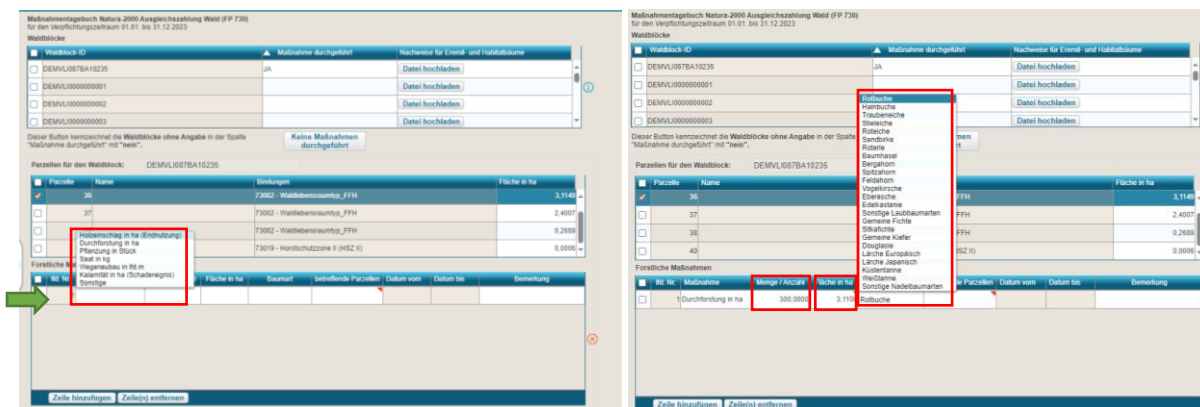 Maßnahmentagebuch Natura-2000 Ausgleichszahlung Wald (FP 730)
für den Verpflichtungszeitraum 01.01. bis 31.12.2023
Waldblöcke
Waldblock-ID Maßnahme durchgeführt Nachweise für Eremit- und Habitatbäume
DEMVLI087BA10235 JA Datei hochladen
DEMVLI0000000001 Datei hochladen
DEMVLI0000000002 Datei hochladen
DEMVLI0000000003 Datei hochladen
Dieser Button kennzeichnet die Waldblöcke ohne Angabe in der Spalte
"Maßnahme durchgeführt" mit "nein".
Keine Maßnahmen
durchgeführt
Parzellen für den Waldblock: DEMVLI087BA10235
Parzelle Name Bindungen Fläche in ha
36 73002 - Waldlebensraumtyp_FFH 3,1149
37 73002 - Waldlebensraumtyp_FFH 2,4007
73002 - Waldlebensraumtyp_FFH 0,2689
73019 - Horstschutzzone II (HSZ II) 0,0006
Holzeinschlag in ha (Endnutzung)
Durchforstung in ha
Pflanzung in Stück
Saat in kg
Wegeneubau in lfd.m
Kalamität in ha (Schadereignis)
Sonstige
Forstliche
lfd. Nr. Fläche in ha Baumart betreffende Parzellen Datum vom Datum bis Bemerkung
Zeile hinzufügen Zeile(n) entfernen
Maßnahmentagebuch Natura-2000 Ausgleichszahlung Wald (FP 730)
für den Verpflichtungszeitraum 01.01. bis 31.12.2023
Waldblöcke
Waldblock-ID Maßnahme durchgeführt Nachweise für Eremit- und Habitatbäume
DEMVLI087BA10235 JA Datei hochladen
DEMVLI0000000001 Datei hochladen
DEMVLI0000000002 Datei hochladen
DEMVLI0000000003 Datei hochladen
Dieser Button kennzeichnet die Waldblöcke ohne Angabe in der Spalte
"Maßnahme durchgeführt" mit "nein".
Rotbuche
Hainbuche
Traubeneiche
Stieleiche
Roteiche
Sandbirke
Roterle
Baumhasel
Bergahorn
Spitzahorn
Feldahorn
Vogelkirsche
Eberesche
Edelkastanie
Sonstige Laubbaumarten
Gemeine Fichte
Sitkafichte
Gemeine Kiefer
Douglasie
Lärche Europäisch
Lärche Japanisch
Küstentanne
Weißtanne
Sonstige Nadelbaumarten
Parzellen für den Waldblock: DEMVLI087BA10235
Parzelle Name Fläche in ha
36 FFH 3,1149
37 FFH 2,4007
38 FFH 0,2689
40 SZ II) 0,0006
Forstliche Maßnahmen
lfd. Nr. Maßnahme Menge / Anzahl Fläche in ha Parzellen Datum vom Datum bis Bemerkung
1 Durchforstung in ha 300,0000 Rotbuche
Zeile hinzufügen Zeile(n) entfernen